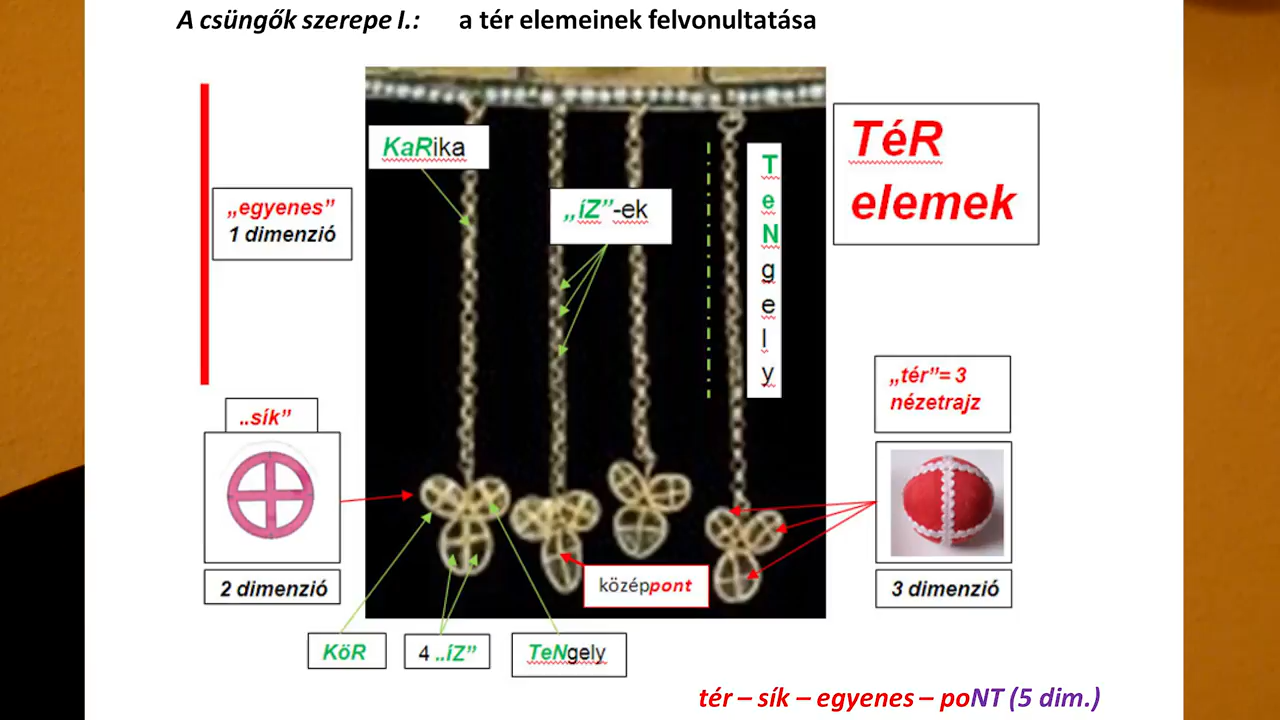 A csüngők szerepe I.: a tér elemeinek felvonultatása
KaRika
TéR
elemek
TeNgely
„egyenes”
1 dimenzió
„íZ”-ek
„tér”= 3
nézetrajz
„sík”
középpont
2 dimenzió
3 dimenzió
KöR
4 „íZ”
TeNgely
tér – sík – egyenes – poNT (5 dim.)